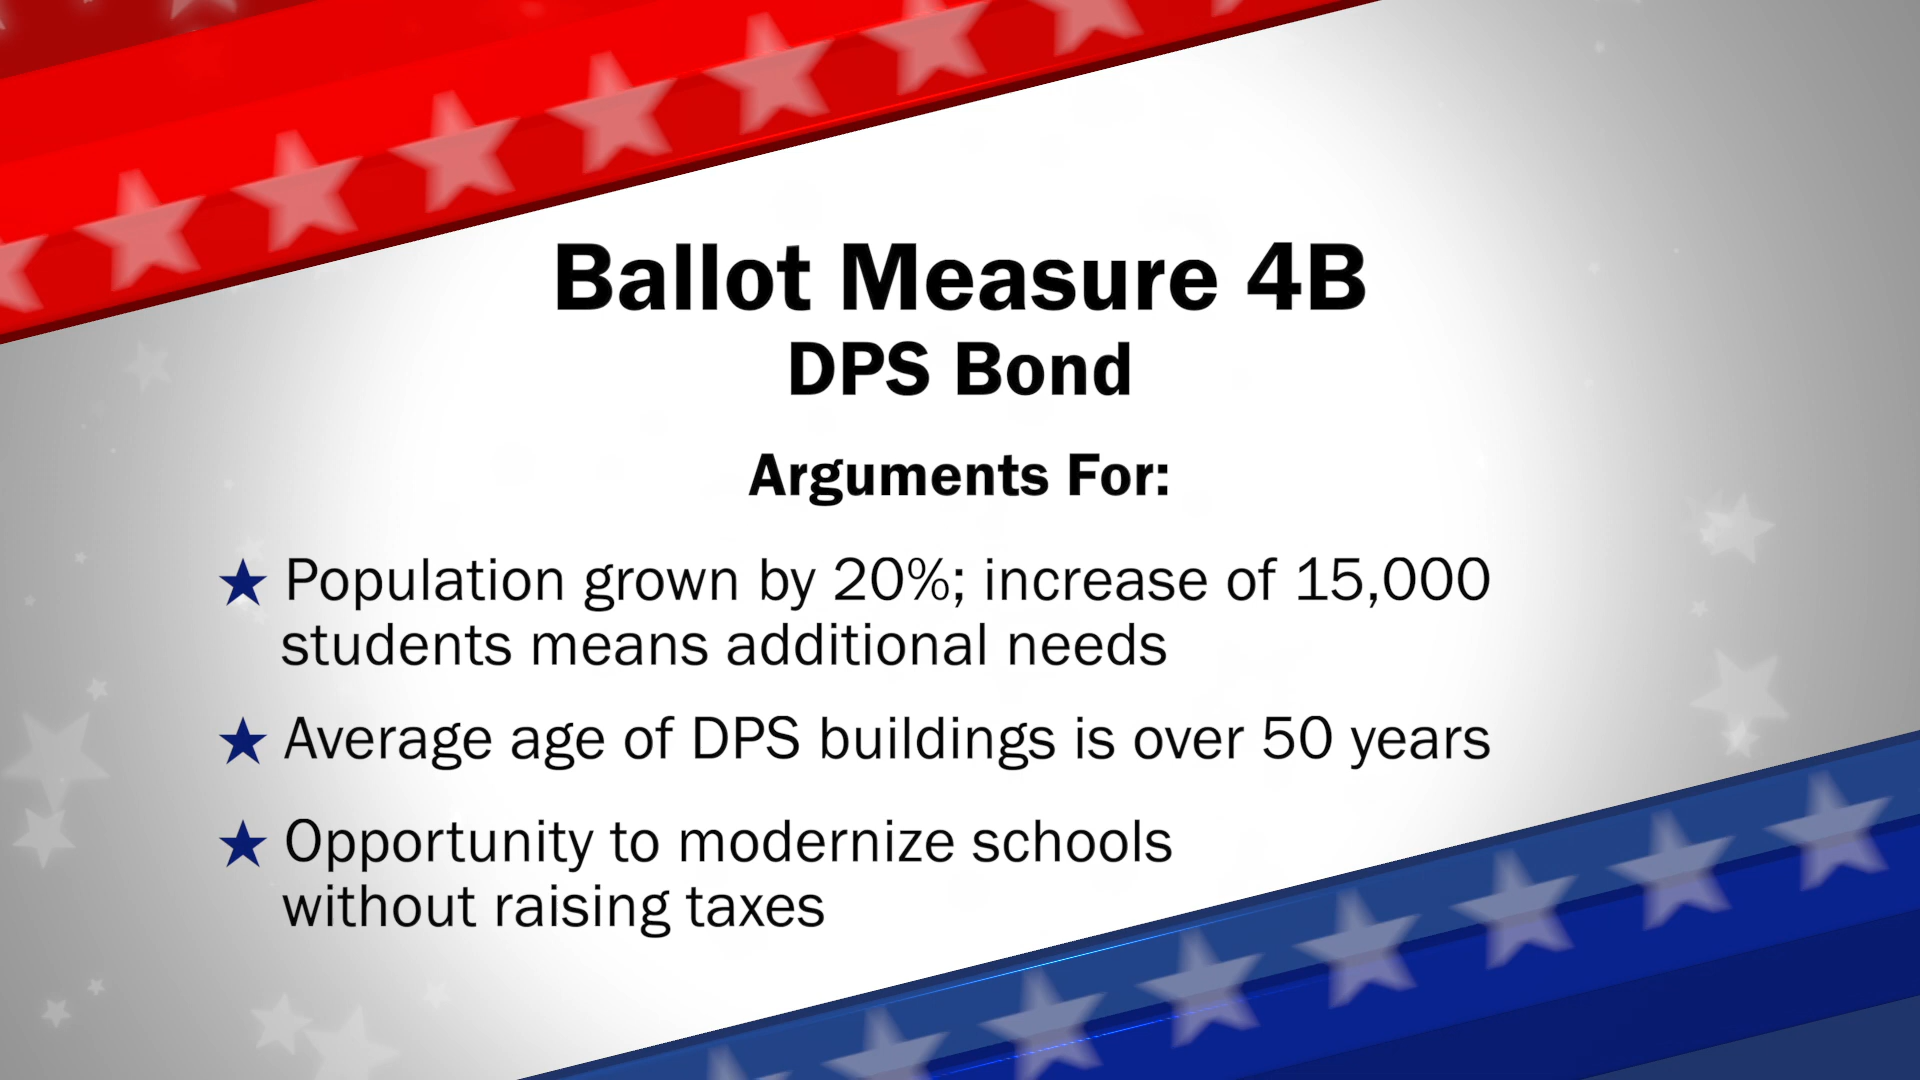 Ballot Measure 4B
DPS Bond
Arguments For:
Population grown by 20%; increase of 15,000
students means additional needs
Average age of DPS buildings is over 50 years
Opportunity to modernize schools
without raising taxes